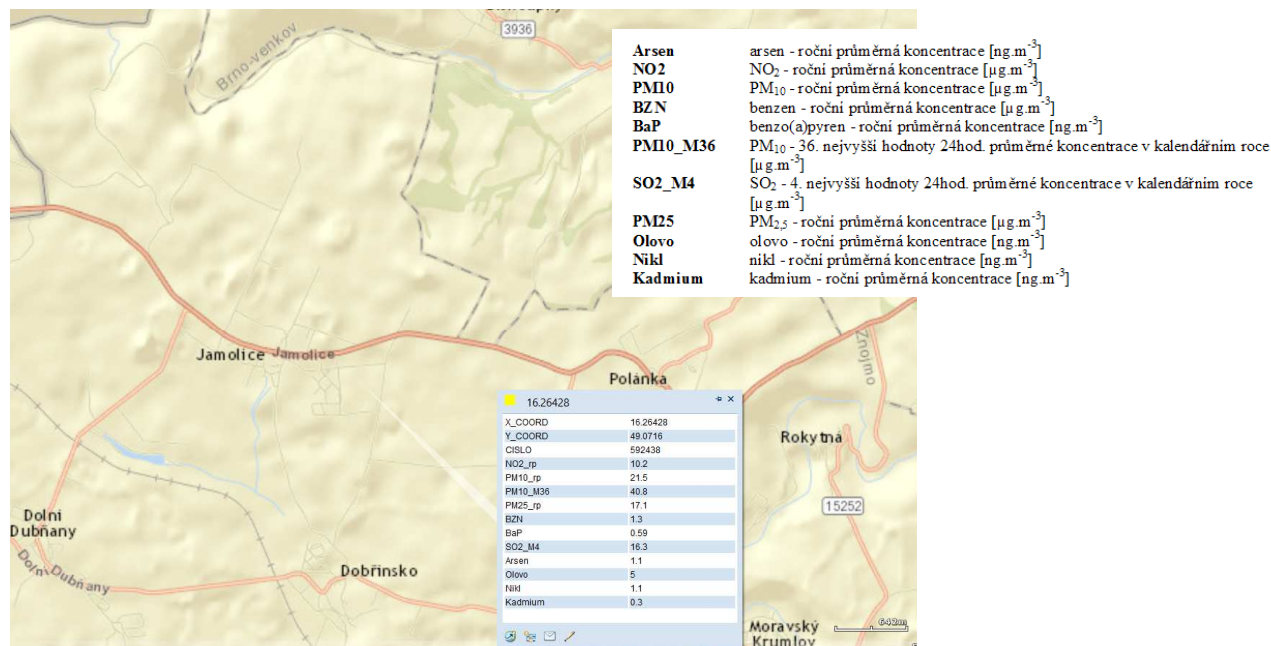 3936
Brno-venkov
Arsen arsen - roční průměrná koncentrace [ng.m-3]
NO2 NO2 - roční průměrná koncentrace [µg.m-3]
PM10 PM10 - roční průměrná koncentrace [µg.m-3]
BZN benzen - roční průměrná koncentrace [µg.m-3]
BaP benzo(a)pyren - roční průměrná koncentrace [ng.m-3]
PM10_M36 PM10 - 36. nejvyšší hodnoty 24hod. průměrné koncentrace v kalendářním roce
[µg.m-3]
SO2_M4 SO2 - 4. nejvyšší hodnoty 24hod. průměrné koncentrace v kalendářním roce
[µg.m-3]
PM25 PM2,5 - roční průměrná koncentrace [µg.m-3]
Olovo olovo - roční průměrná koncentrace [ng.m-3]
Nikl nikl - roční průměrná koncentrace [ng.m-3]
Kadmium kadmium - roční průměrná koncentrace [ng.m-3]
Jamolice Jamolice
Znojmo
Polánka
Rokytná
15252
Dolní
Dubňany
Dolní Dubňany
Dobřínsko
16.26428
X_COORD 16.26428
Y_COORD 49.0716
CISLO 592438
NO2_rp 10.2
PM10_rp 21.5
PM10_M36 40.8
PM25_rp 17.1
BZN 1.3
BaP 0.59
SO2_M4 16.3
Arsen 1.1
Olovo 5
Nikl 1.1
Kadmium 0.3
Moravský
Krumlov
642m